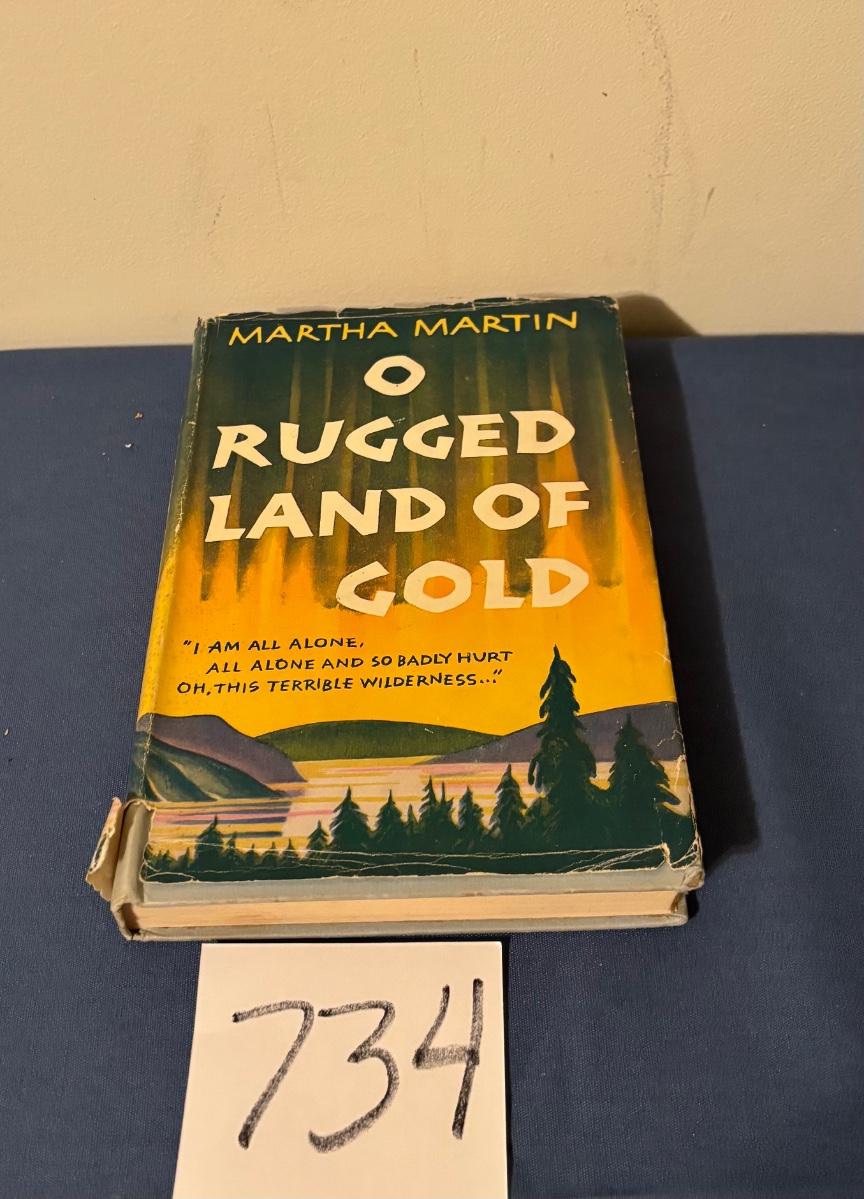 MARTHA MARTIN
O
RUGGED
LAND OF
GOLD
"I AM ALL ALONE,
ALL ALONE AND SO BADLY HURT
OH, THIS TERRIBLE WILDERNESS..."
734